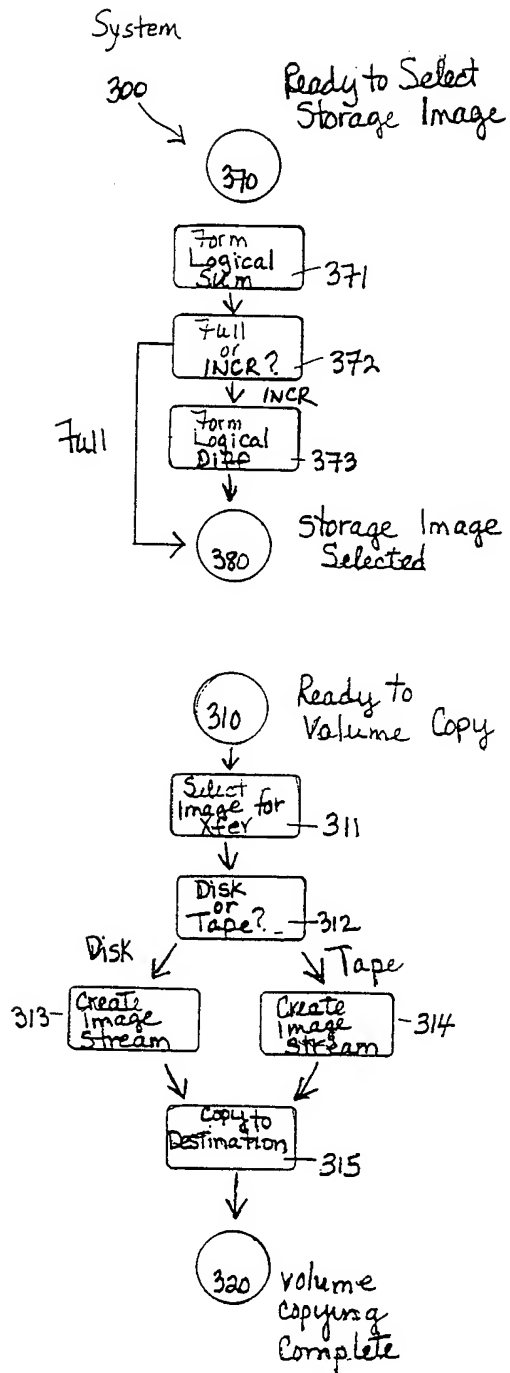 System
300
Ready to Select
Storage Image
370
Form
Logical
Sum
371
Full
or
INCR?
372
INCR
Full
Form
Logical
Diff
373
380
Storage Image
Selected
310
Ready to
Volume Copy
Select
Image for
Xfer
311
Disk
or
Tape?
312
Disk
Tape
313
Create
Image
Stream
Create
Image
Stream
314
Copy to
Destination
315
320
Volume
Copying
Complete